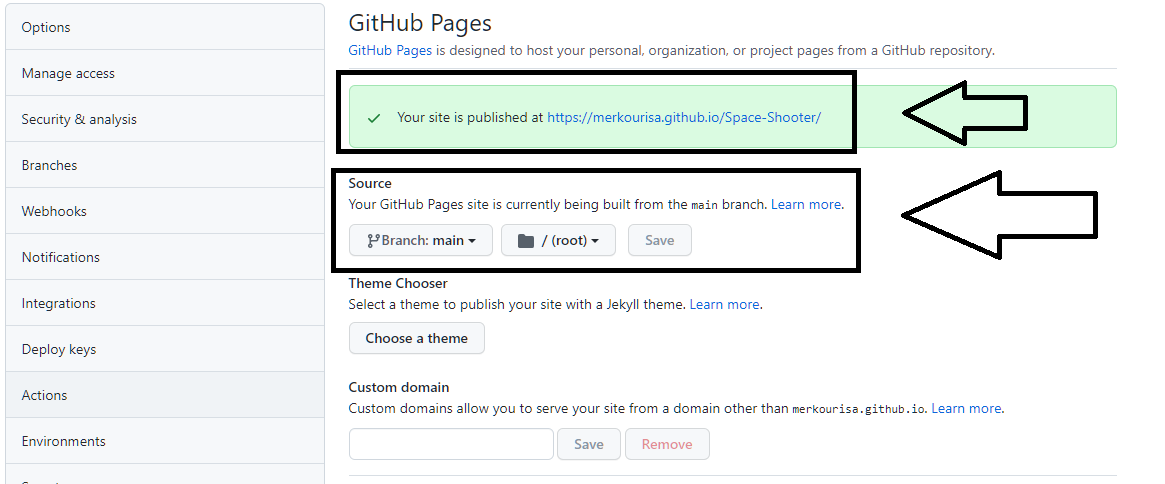 Options
Manage access
Security & analysis
Branches
Webhooks
Notifications
Integrations
Deploy keys
Actions
Environments
GitHub Pages
GitHub Pages is designed to host your personal, organization, or project pages from a GitHub repository.
Your site is published at https://merkourisa.github.io/Space-Shooter/
Source
Your GitHub Pages site is currently being built from the main branch. Learn more.
Branch: main / (root) Save
Theme Chooser
Select a theme to publish your site with a Jekyll theme. Learn more.
Choose a theme
Custom domain
Custom domains allow you to serve your site from a domain other than merkourisa.github.io. Learn more.
Save Remove